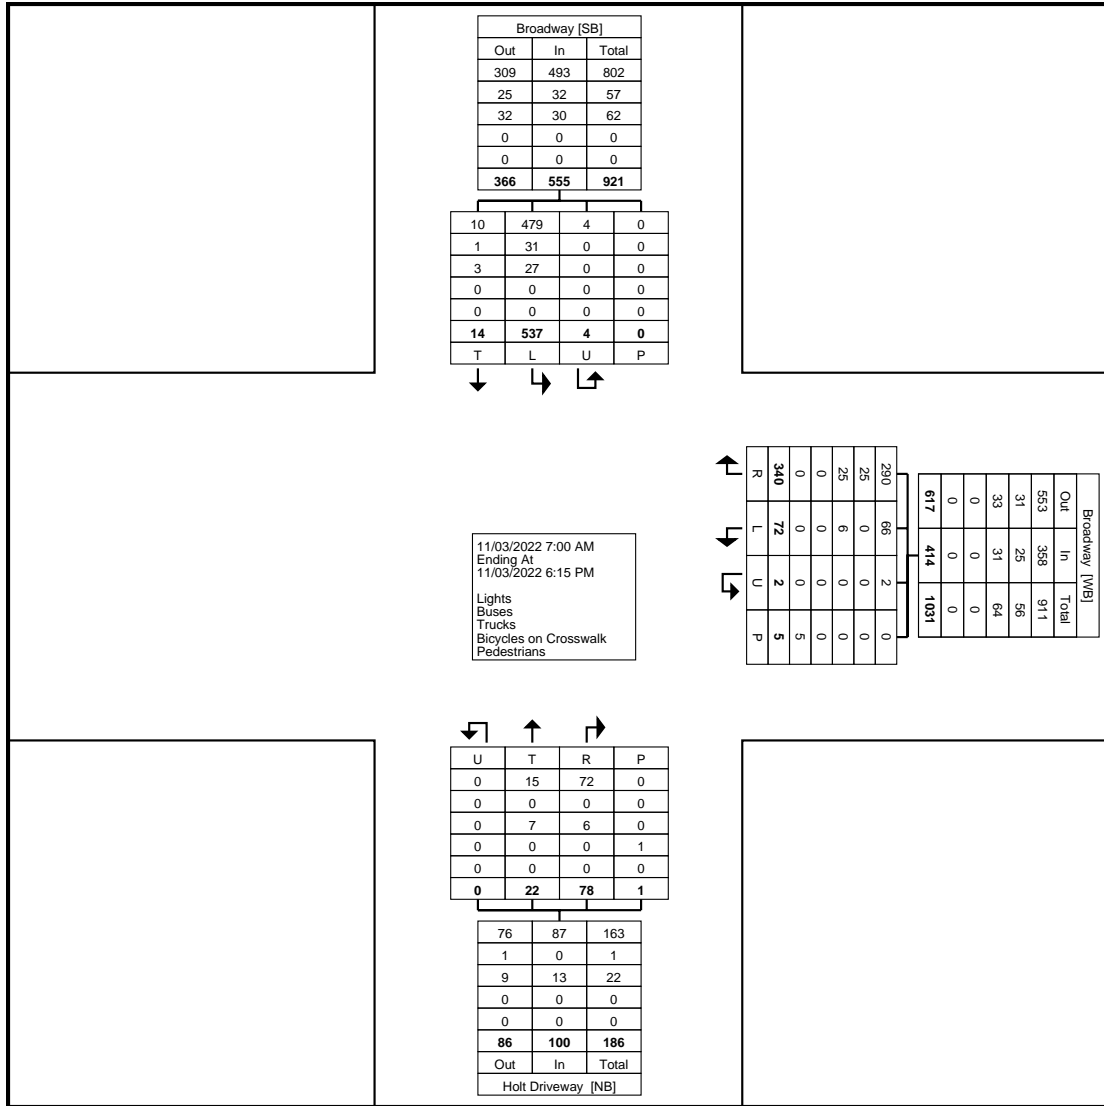 Broadway [SB]
Out In Total
309 493 802
25 32 57
32 30 62
0 0 0
0 0 0
366 555 921
10 479 4 0
1 31 0 0
3 27 0 0
0 0 0 0
0 0 0 0
14 537 4 0
T L U P
Broadway [WB]
Out In Total
553 358 911
31 25 56
33 31 64
0 0 0
0 0 0
617 414 1031
290 66 2 0
25 0 0 0
25 6 0 0
0 0 0 0
0 0 0 5
340 72 2 5
R L U P
11/03/2022 7:00 AM
Ending At
11/03/2022 6:15 PM
Lights
Buses
Trucks
Bicycles on Crosswalk
Pedestrians
U T R P
0 15 72 0
0 0 0 0
0 7 6 0
0 0 0 1
0 0 0 0
0 22 78 1
76 87 163
1 0 1
9 13 22
0 0 0
0 0 0
86 100 186
Out In Total
Holt Driveway [NB]